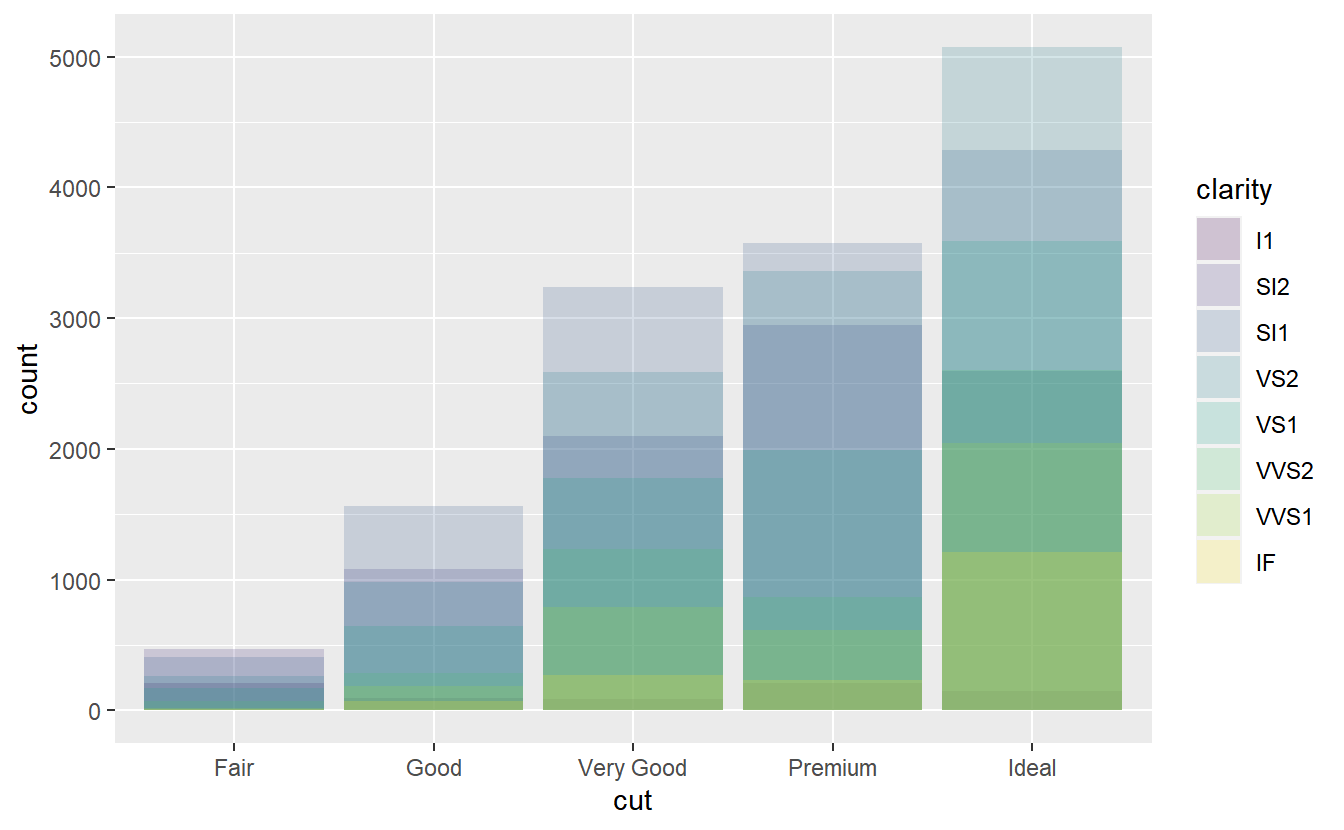 5000
4000
3000
2000
1000
0
count
Fair Good Very Good Premium Ideal
cut
clarity
I1
SI2
SI1
VS2
VS1
VVS2
VVS1
IF